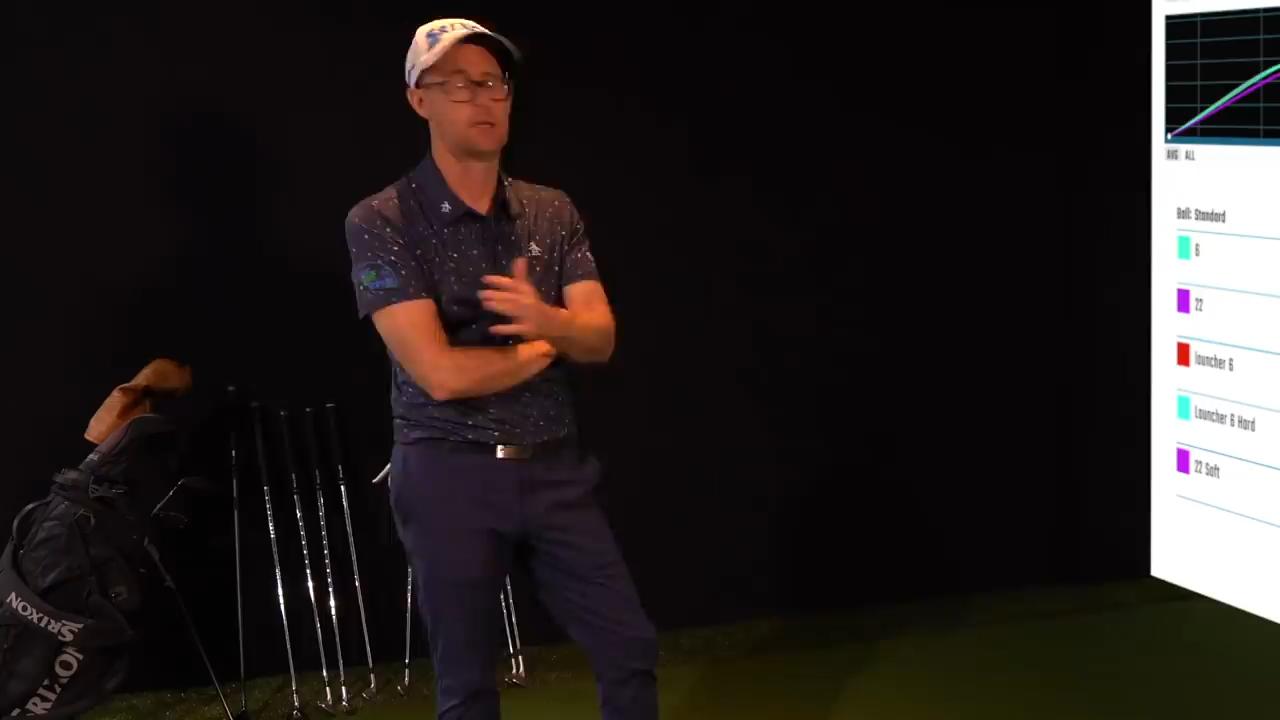 AVG ALL
Ball: Standard
6
22
launcher 6
Launcher 6 Hard
22 Soft
SRIXON
SRIXON